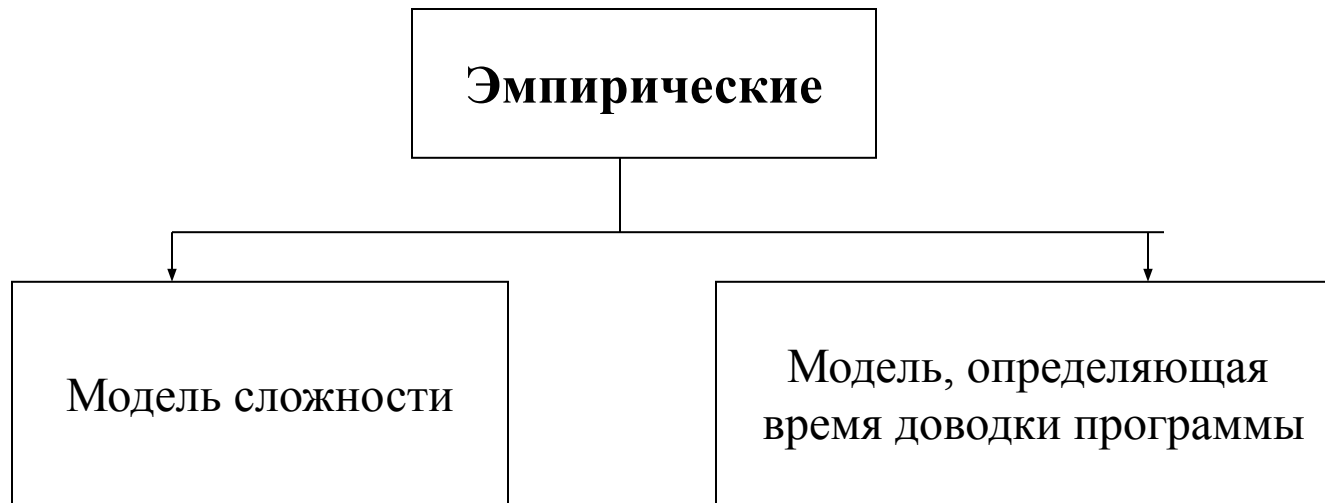 Эмпирические
Модель сложности
Модель, определяющая
время доводки программы